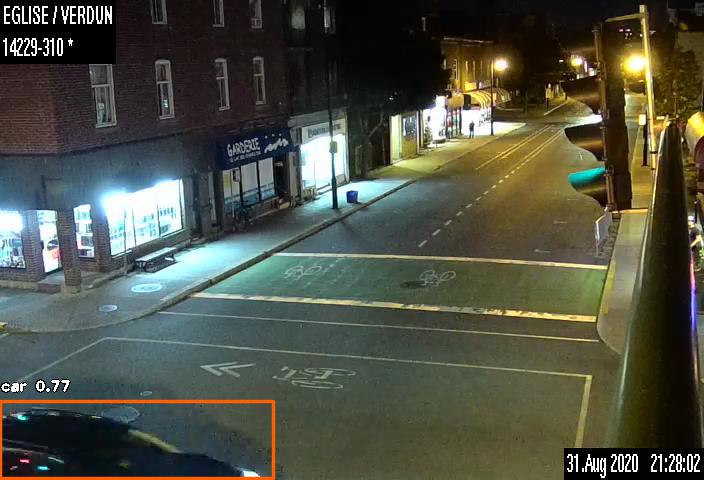 EGLISE / VERDUN
14229-310 *
GARDERIE
car 0.77
31.Aug 2020 21:28:02